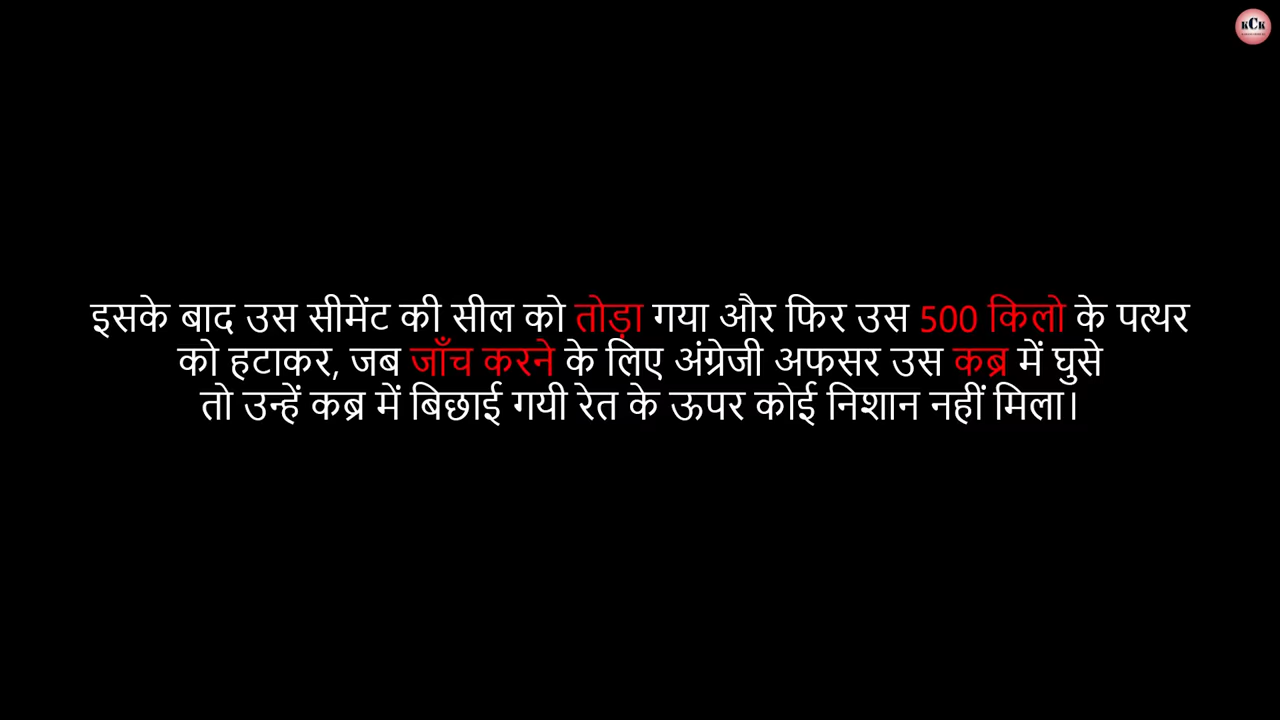 KCK
इसके बाद उस सीमेंट की सील को तोड़ा गया और फिर उस 500 किलो के पत्थर
को हटाकर, जब जाँच करने के लिए अंग्रेजी अफसर उस कब्र में घुसे
तो उन्हें कब्र में बिछाई गयी रेत के ऊपर कोई निशान नहीं मिला।